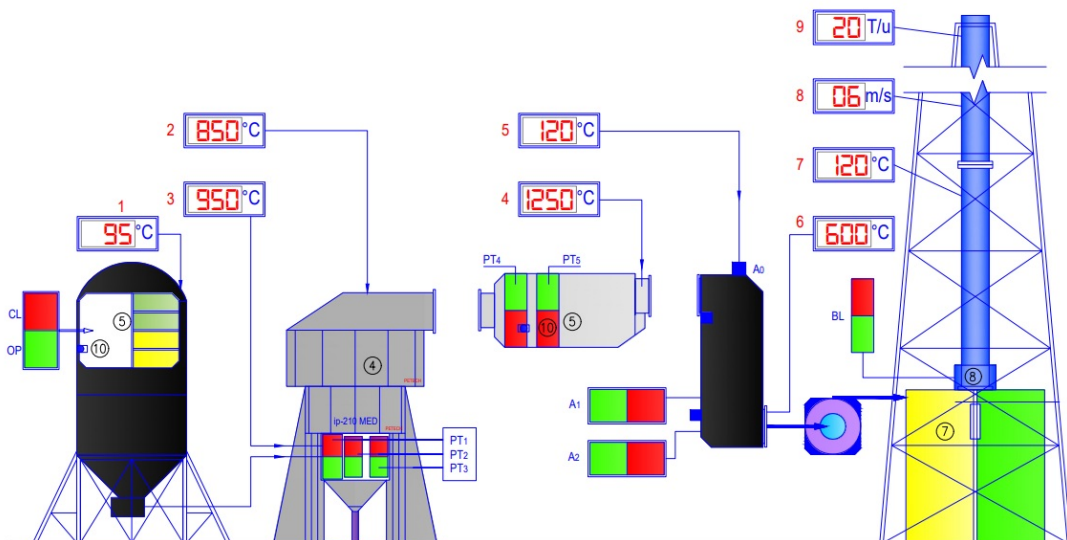 9 20 T/u
8 06 m/s
2 850 °C
5 120 °C
7 120 °C
3 950 °C
4 1250 °C
1
95 °C
6
600 °C
PT4
PT5
A0
CL
OP
5
10
10
5
BL
4
8
ip-210 MED
A1
A2
PT1
PT2
PT3
7